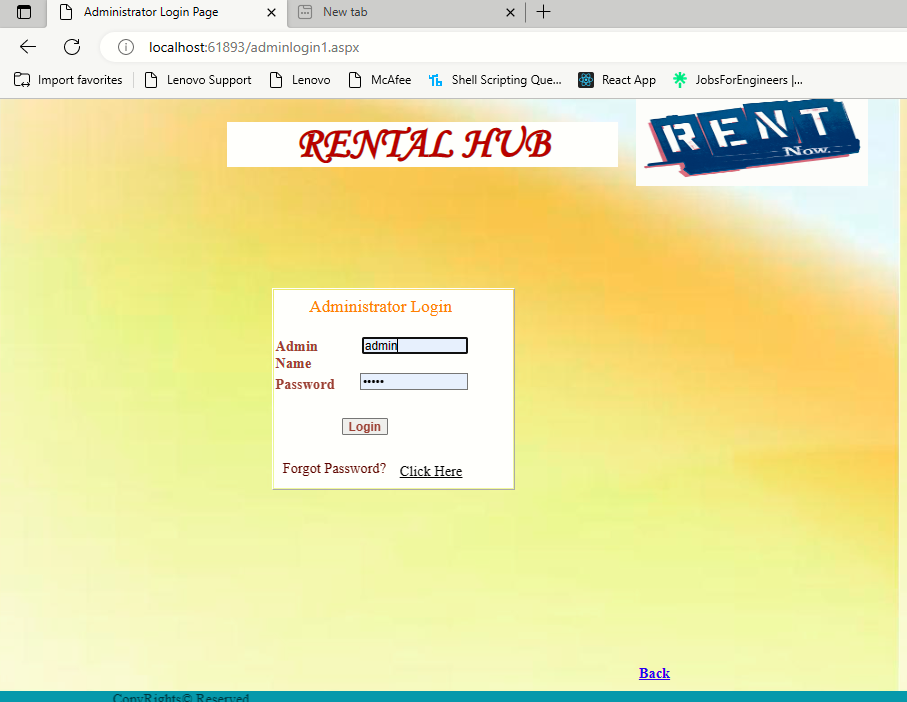 Administrator Login Page
New tab
localhost:61893/adminlogin1.aspx
Import favorites
Lenovo Support
Lenovo
McAfee
Shell Scripting Que...
React App
JobsForEngineers |...
RENTAL HUB
RENT
Now.
Administrator Login
Admin
Name
admin
Password
•••••
Login
Forgot Password? Click Here
Back
CopyRights© Reserved